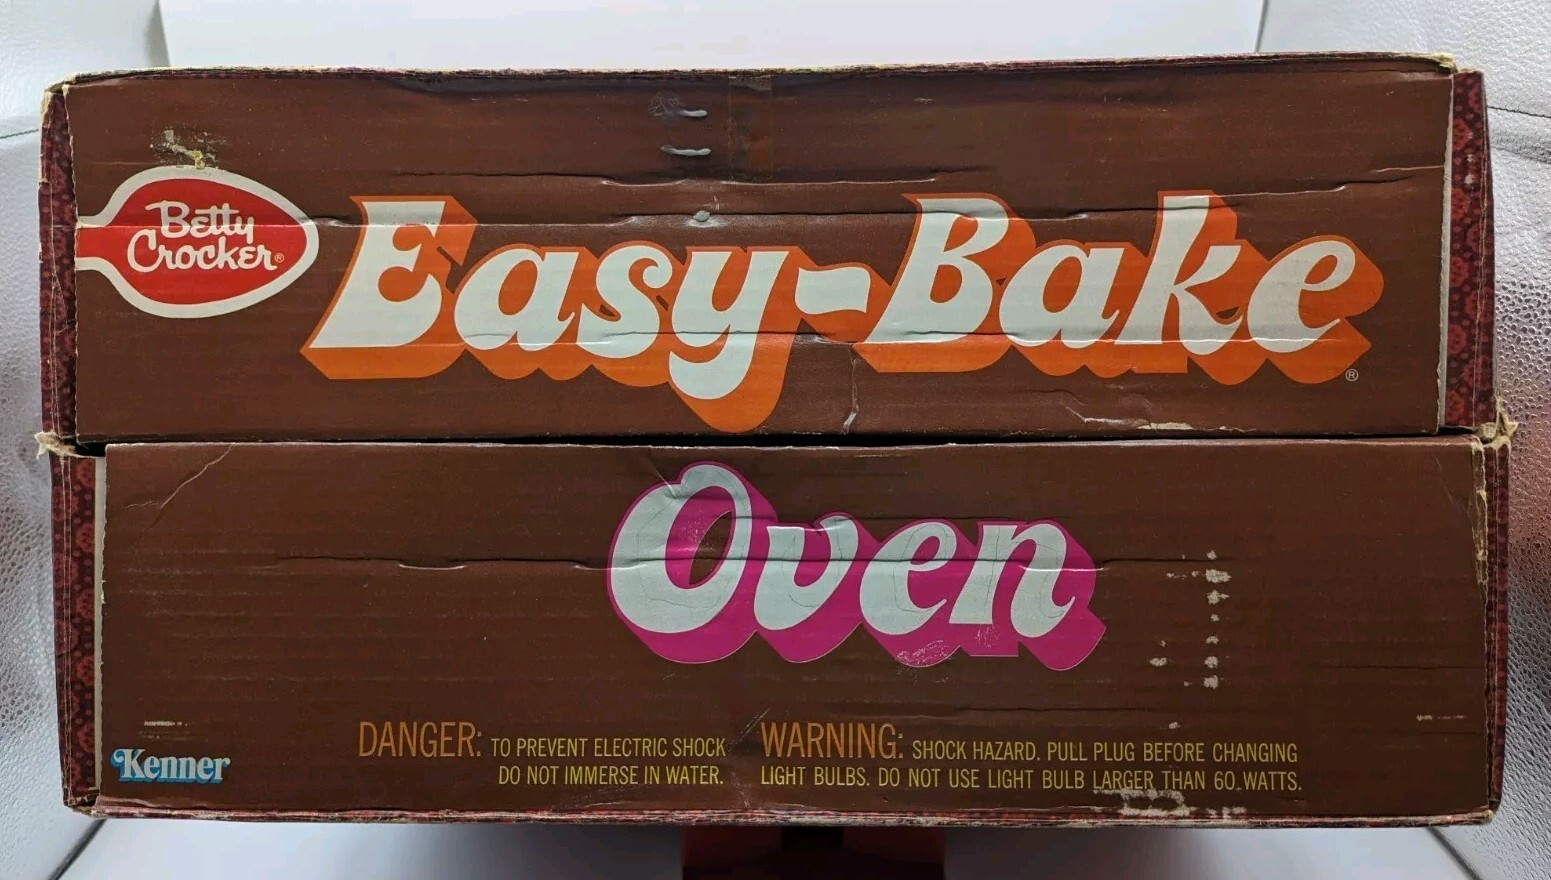 Betty
Crocker®
Easy-Bake®
Oven
Kenner
DANGER: TO PREVENT ELECTRIC SHOCK
DO NOT IMMERSE IN WATER.
WARNING: SHOCK HAZARD. PULL PLUG BEFORE CHANGING
LIGHT BULBS. DO NOT USE LIGHT BULB LARGER THAN 60 WATTS.